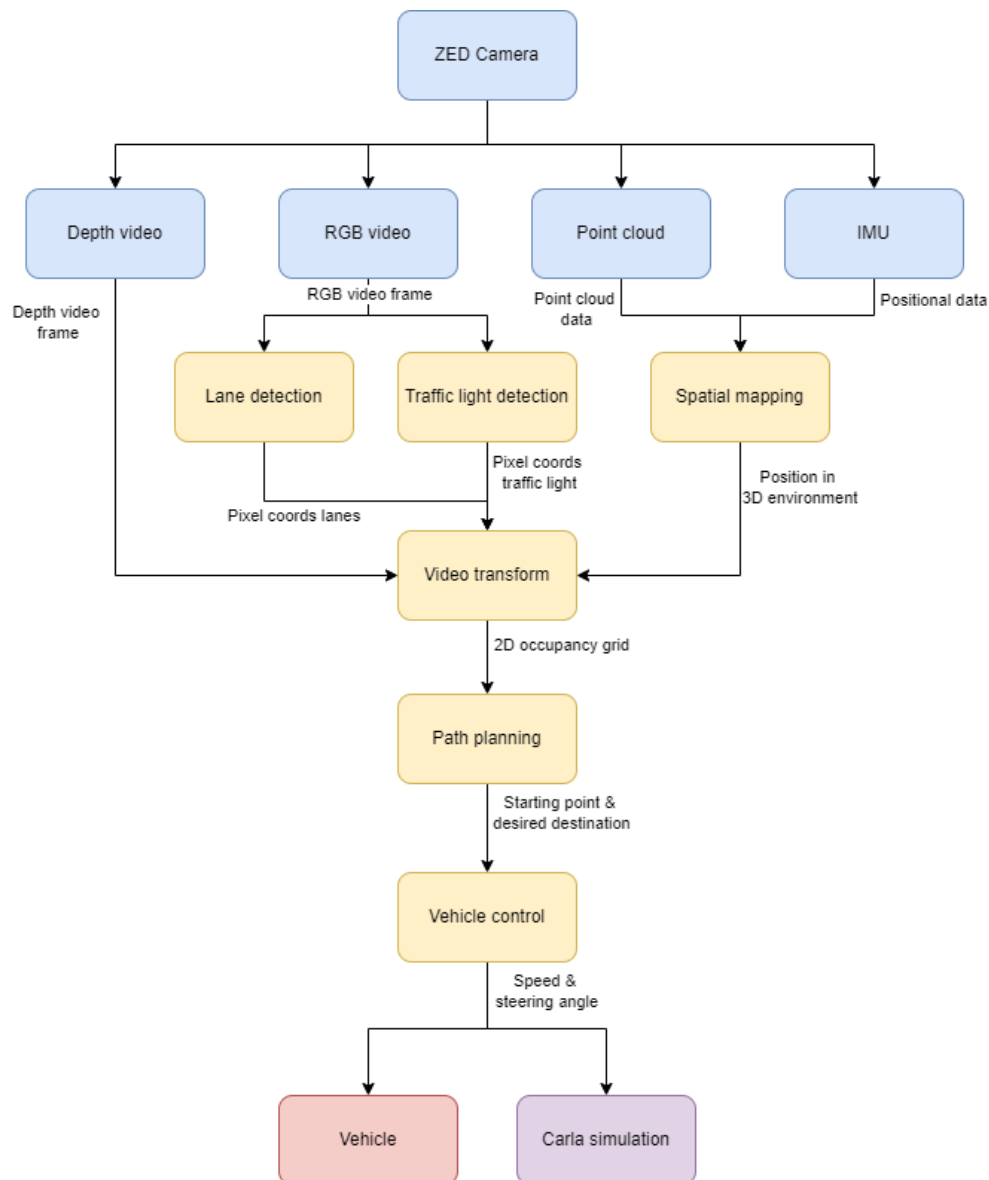 ZED Camera
Depth video
RGB video
Point cloud
IMU
Depth video
frame
RGB video frame
Point cloud
data
Positional data
Lane detection
Traffic light detection
Spatial mapping
Pixel coords lanes
Pixel coords
traffic light
Position in
3D environment
Video transform
2D occupancy grid
Path planning
Starting point &
desired destination
Vehicle control
Speed &
steering angle
Vehicle
Carla simulation